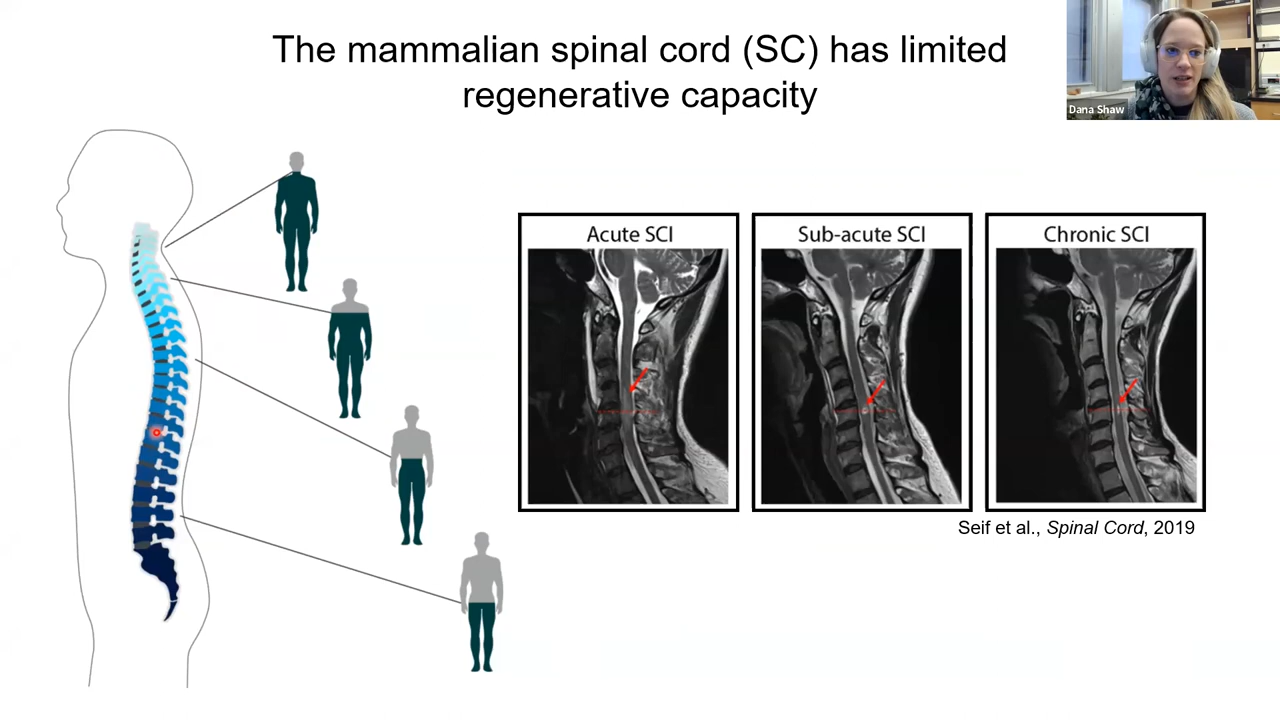 The mammalian spinal cord (SC) has limited
regenerative capacity
Dana Shaw
Acute SCI
Sub-acute SCI
Chronic SCI
Seif et al., Spinal Cord, 2019